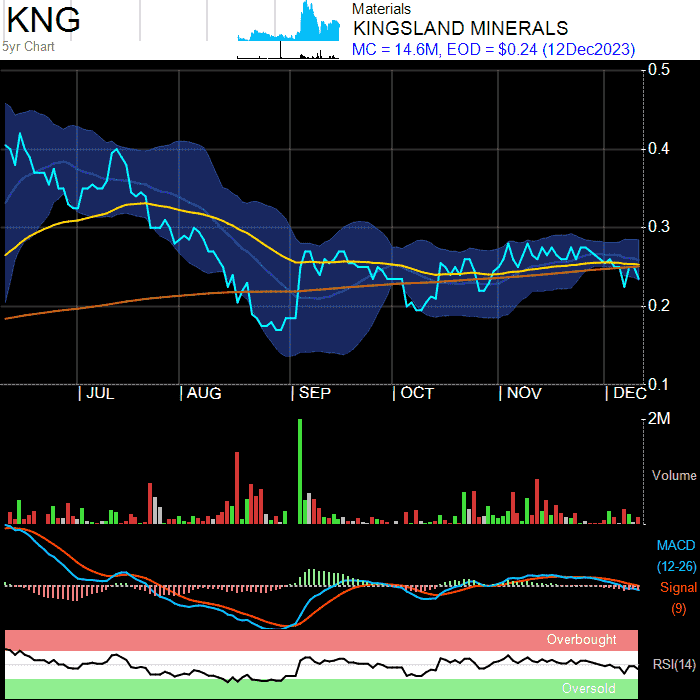 KNG
5yr Chart
Materials
KINGSLAND MINERALS
MC = 14.6M, EOD = $0.24 (12Dec2023)
0.5
0.4
0.3
0.2
0.1
| JUL | AUG | SEP | OCT | NOV | DEC
2M
Volume
MACD
(12-26)
Signal
(9)
Overbought
RSI(14)
Oversold